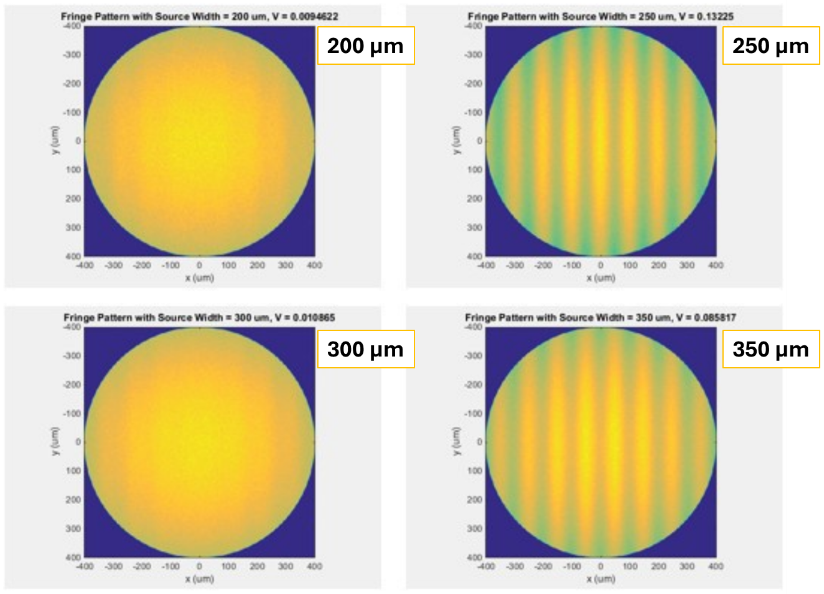 Fringe Pattern with Source Width = 200 um, V = 0.0094622
200 µm
-400
-300
-200
-100
0
100
200
300
400
y (um)
-400 -300 -200 -100 0 100 200 300 400
x (um)
Fringe Pattern with Source Width = 250 um, V = 0.13225
250 µm
-400
-300
-200
-100
0
100
200
300
400
y (um)
-400 -300 -200 -100 0 100 200 300 400
x (um)
Fringe Pattern with Source Width = 300 um, V = 0.010865
300 µm
-400
-300
-200
-100
0
100
200
300
400
y (um)
-400 -300 -200 -100 0 100 200 300 400
x (um)
Fringe Pattern with Source Width = 350 um, V = 0.085817
350 µm
-400
-300
-200
-100
0
100
200
300
400
y (um)
-400 -300 -200 -100 0 100 200 300 400
x (um)